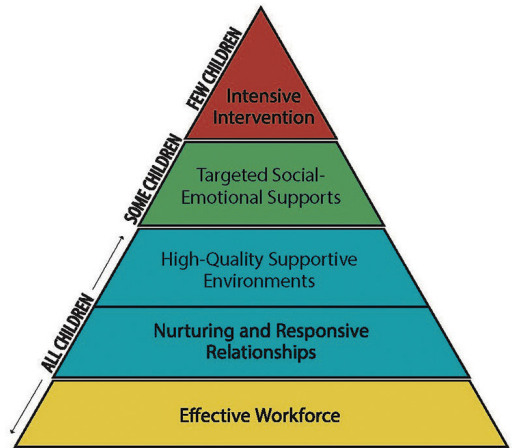 FEW CHILDREN
Intensive
Intervention
SOME CHILDREN
Targeted Social-
Emotional Supports
ALL CHILDREN
High-Quality Supportive
Environments
Nurturing and Responsive
Relationships
Effective Workforce